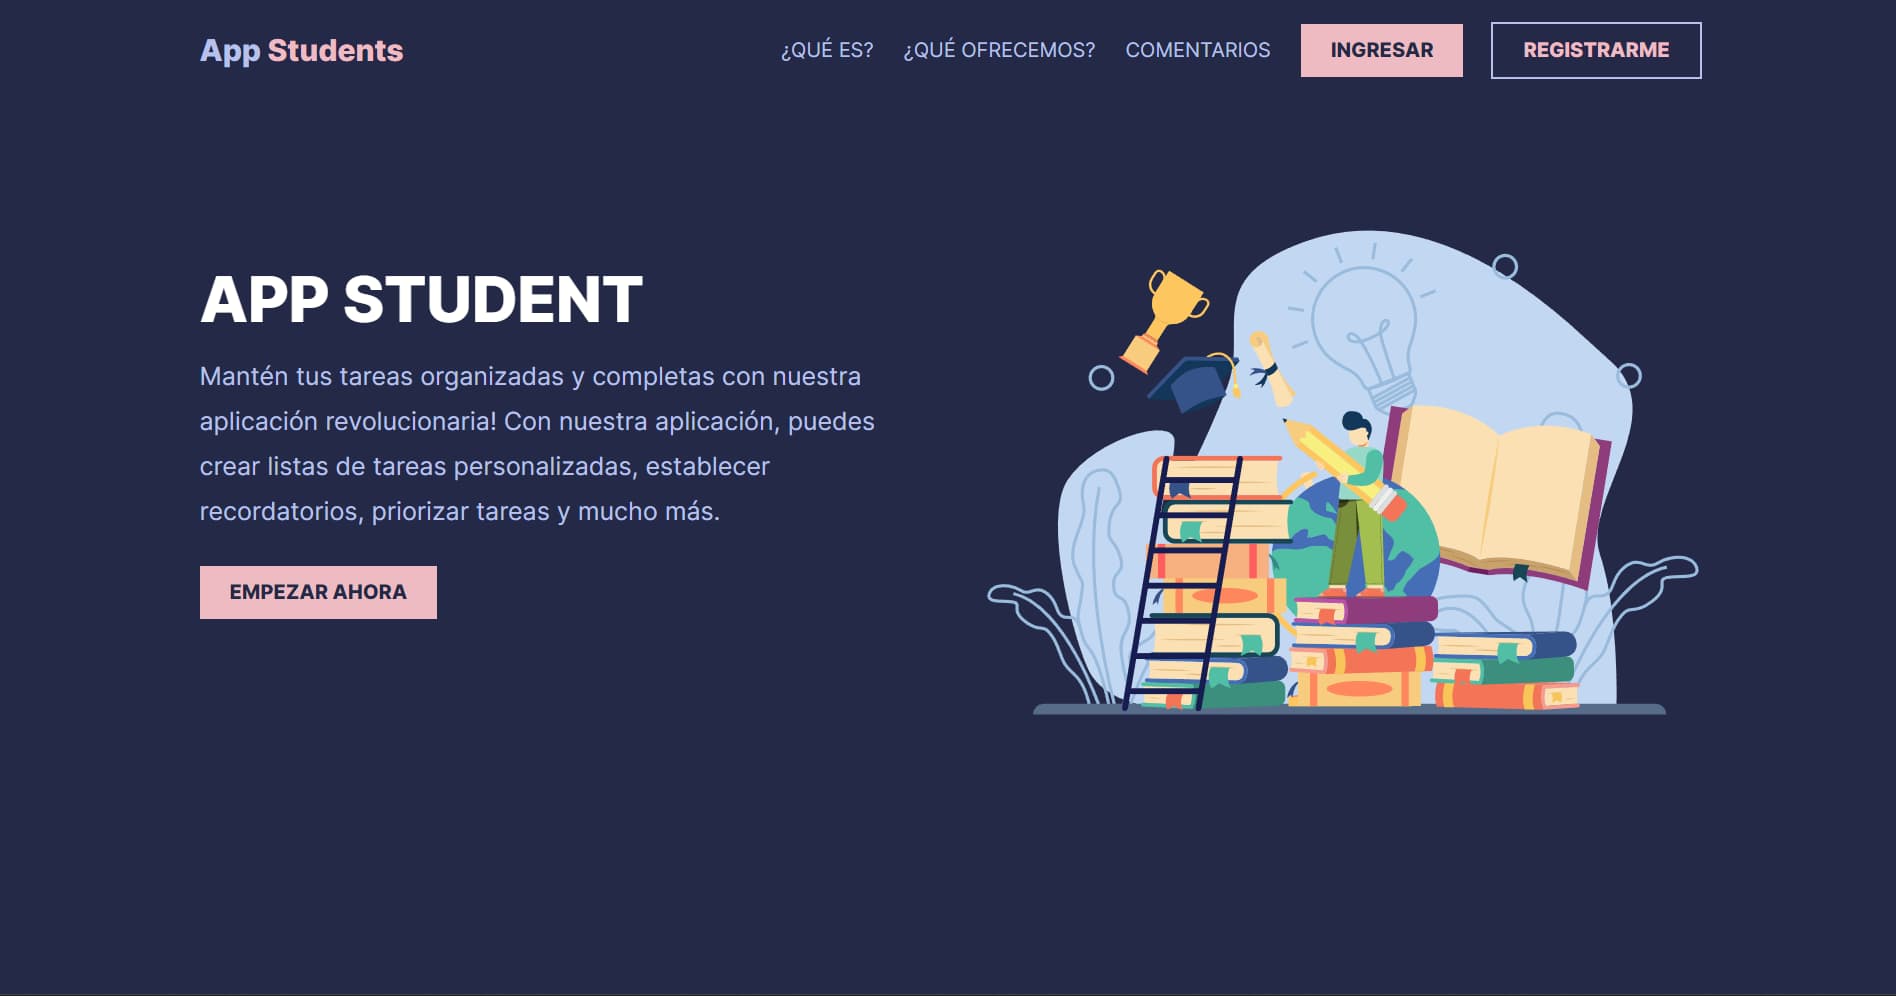 App Students
¿QUÉ ES?
¿QUÉ OFRECEMOS?
COMENTARIOS
INGRESAR
REGISTRARME
APP STUDENT
Mantén tus tareas organizadas y completas con nuestra
aplicación revolucionaria! Con nuestra aplicación, puedes
crear listas de tareas personalizadas, establecer
recordatorios, priorizar tareas y mucho más.
EMPEZAR AHORA